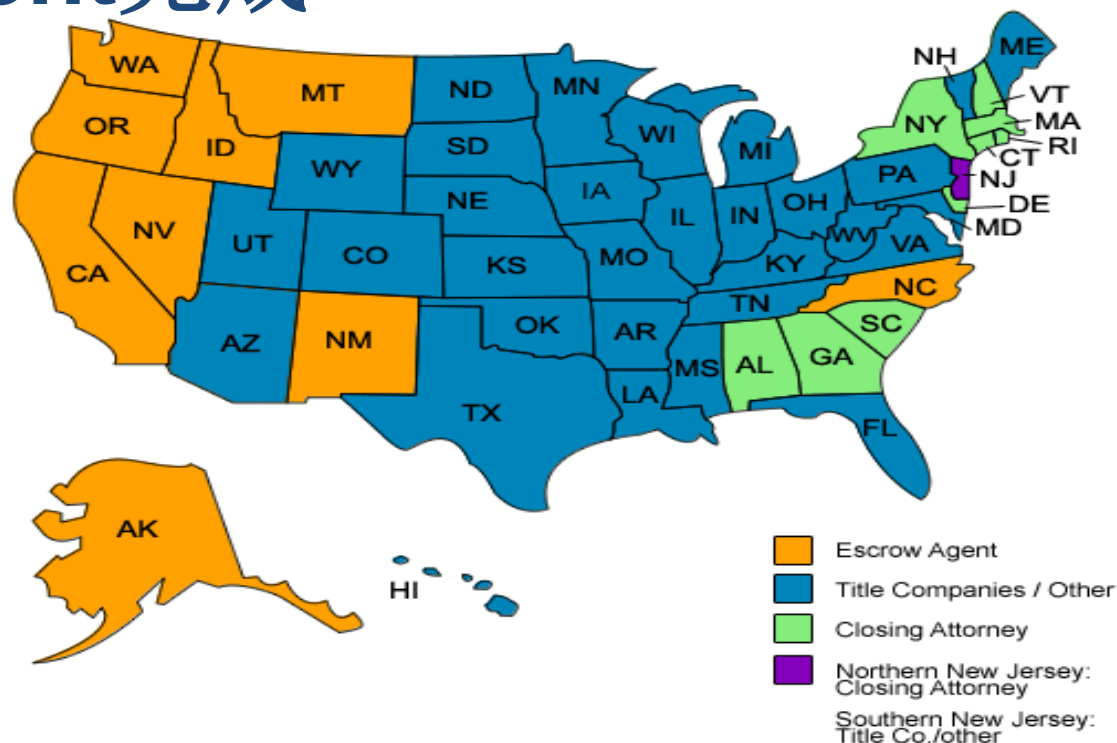 完成
WA
MT
ND
MN
NH
ME
VT
OR
ID
SD
WI
MI
NY
MA
RI
CT
WY
NE
IA
IL
IN
OH
PA
NJ
DE
MD
NV
UT
CO
KS
MO
KY
WV
VA
CA
AZ
NM
OK
AR
TN
NC
SC
TX
LA
MS
AL
GA
FL
AK
HI
Escrow Agent
Title Companies / Other
Closing Attorney
Northern New Jersey:
Closing Attorney
Southern New Jersey:
Title Co./other